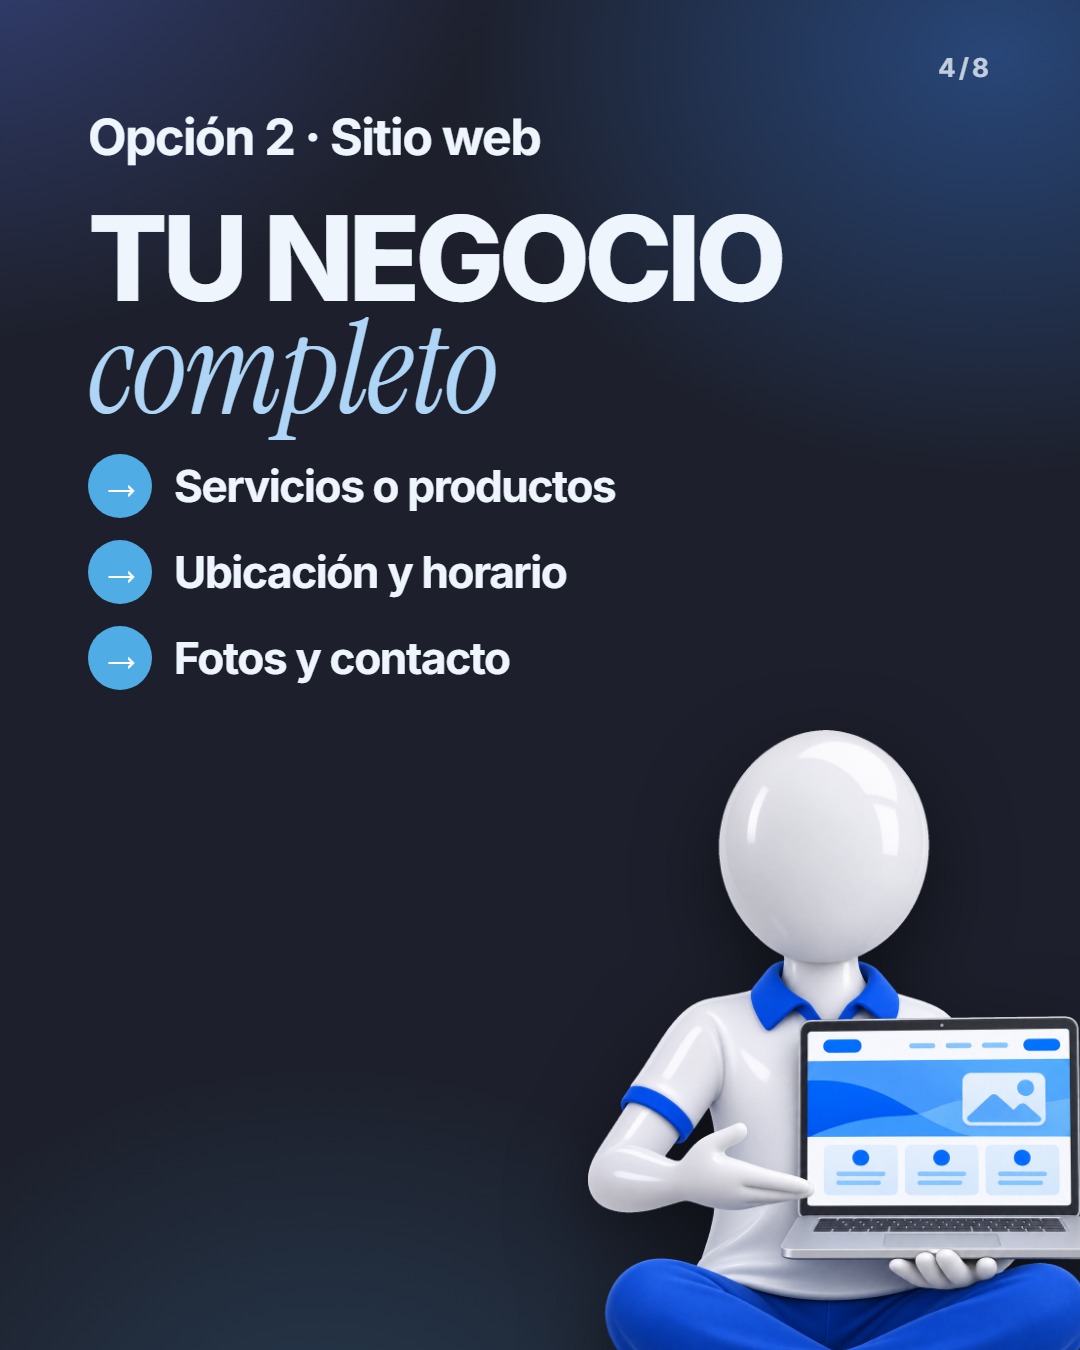 4/8
Opción 2 · Sitio web
TU NEGOCIO
completo
→ Servicios o productos
→ Ubicación y horario
→ Fotos y contacto